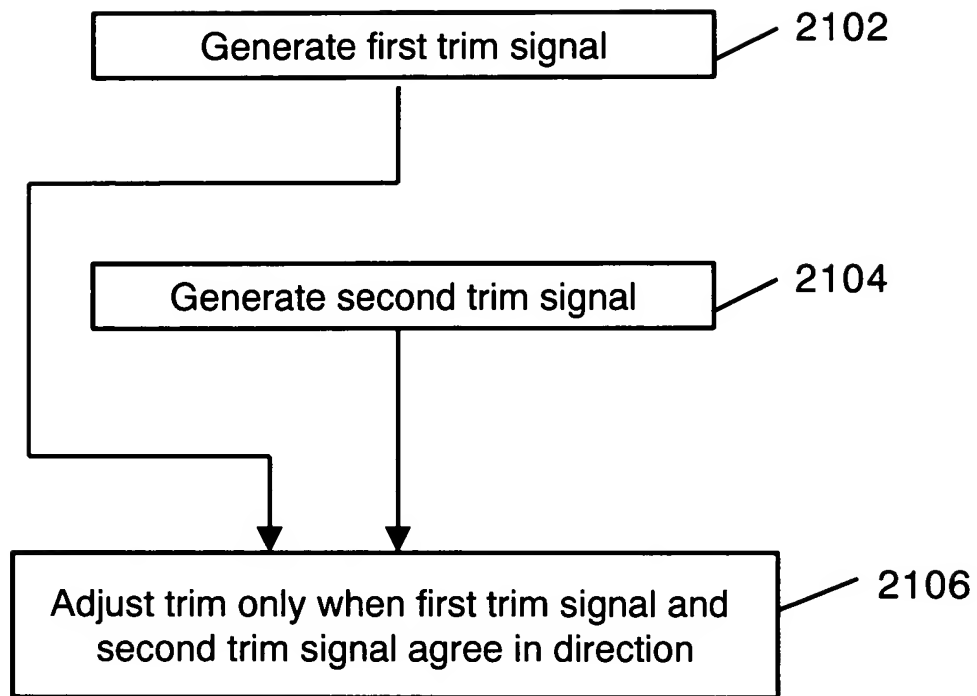 Generate first trim signal
2102
Generate second trim signal
2104
Adjust trim only when first trim signal and
second trim signal agree in direction
2106